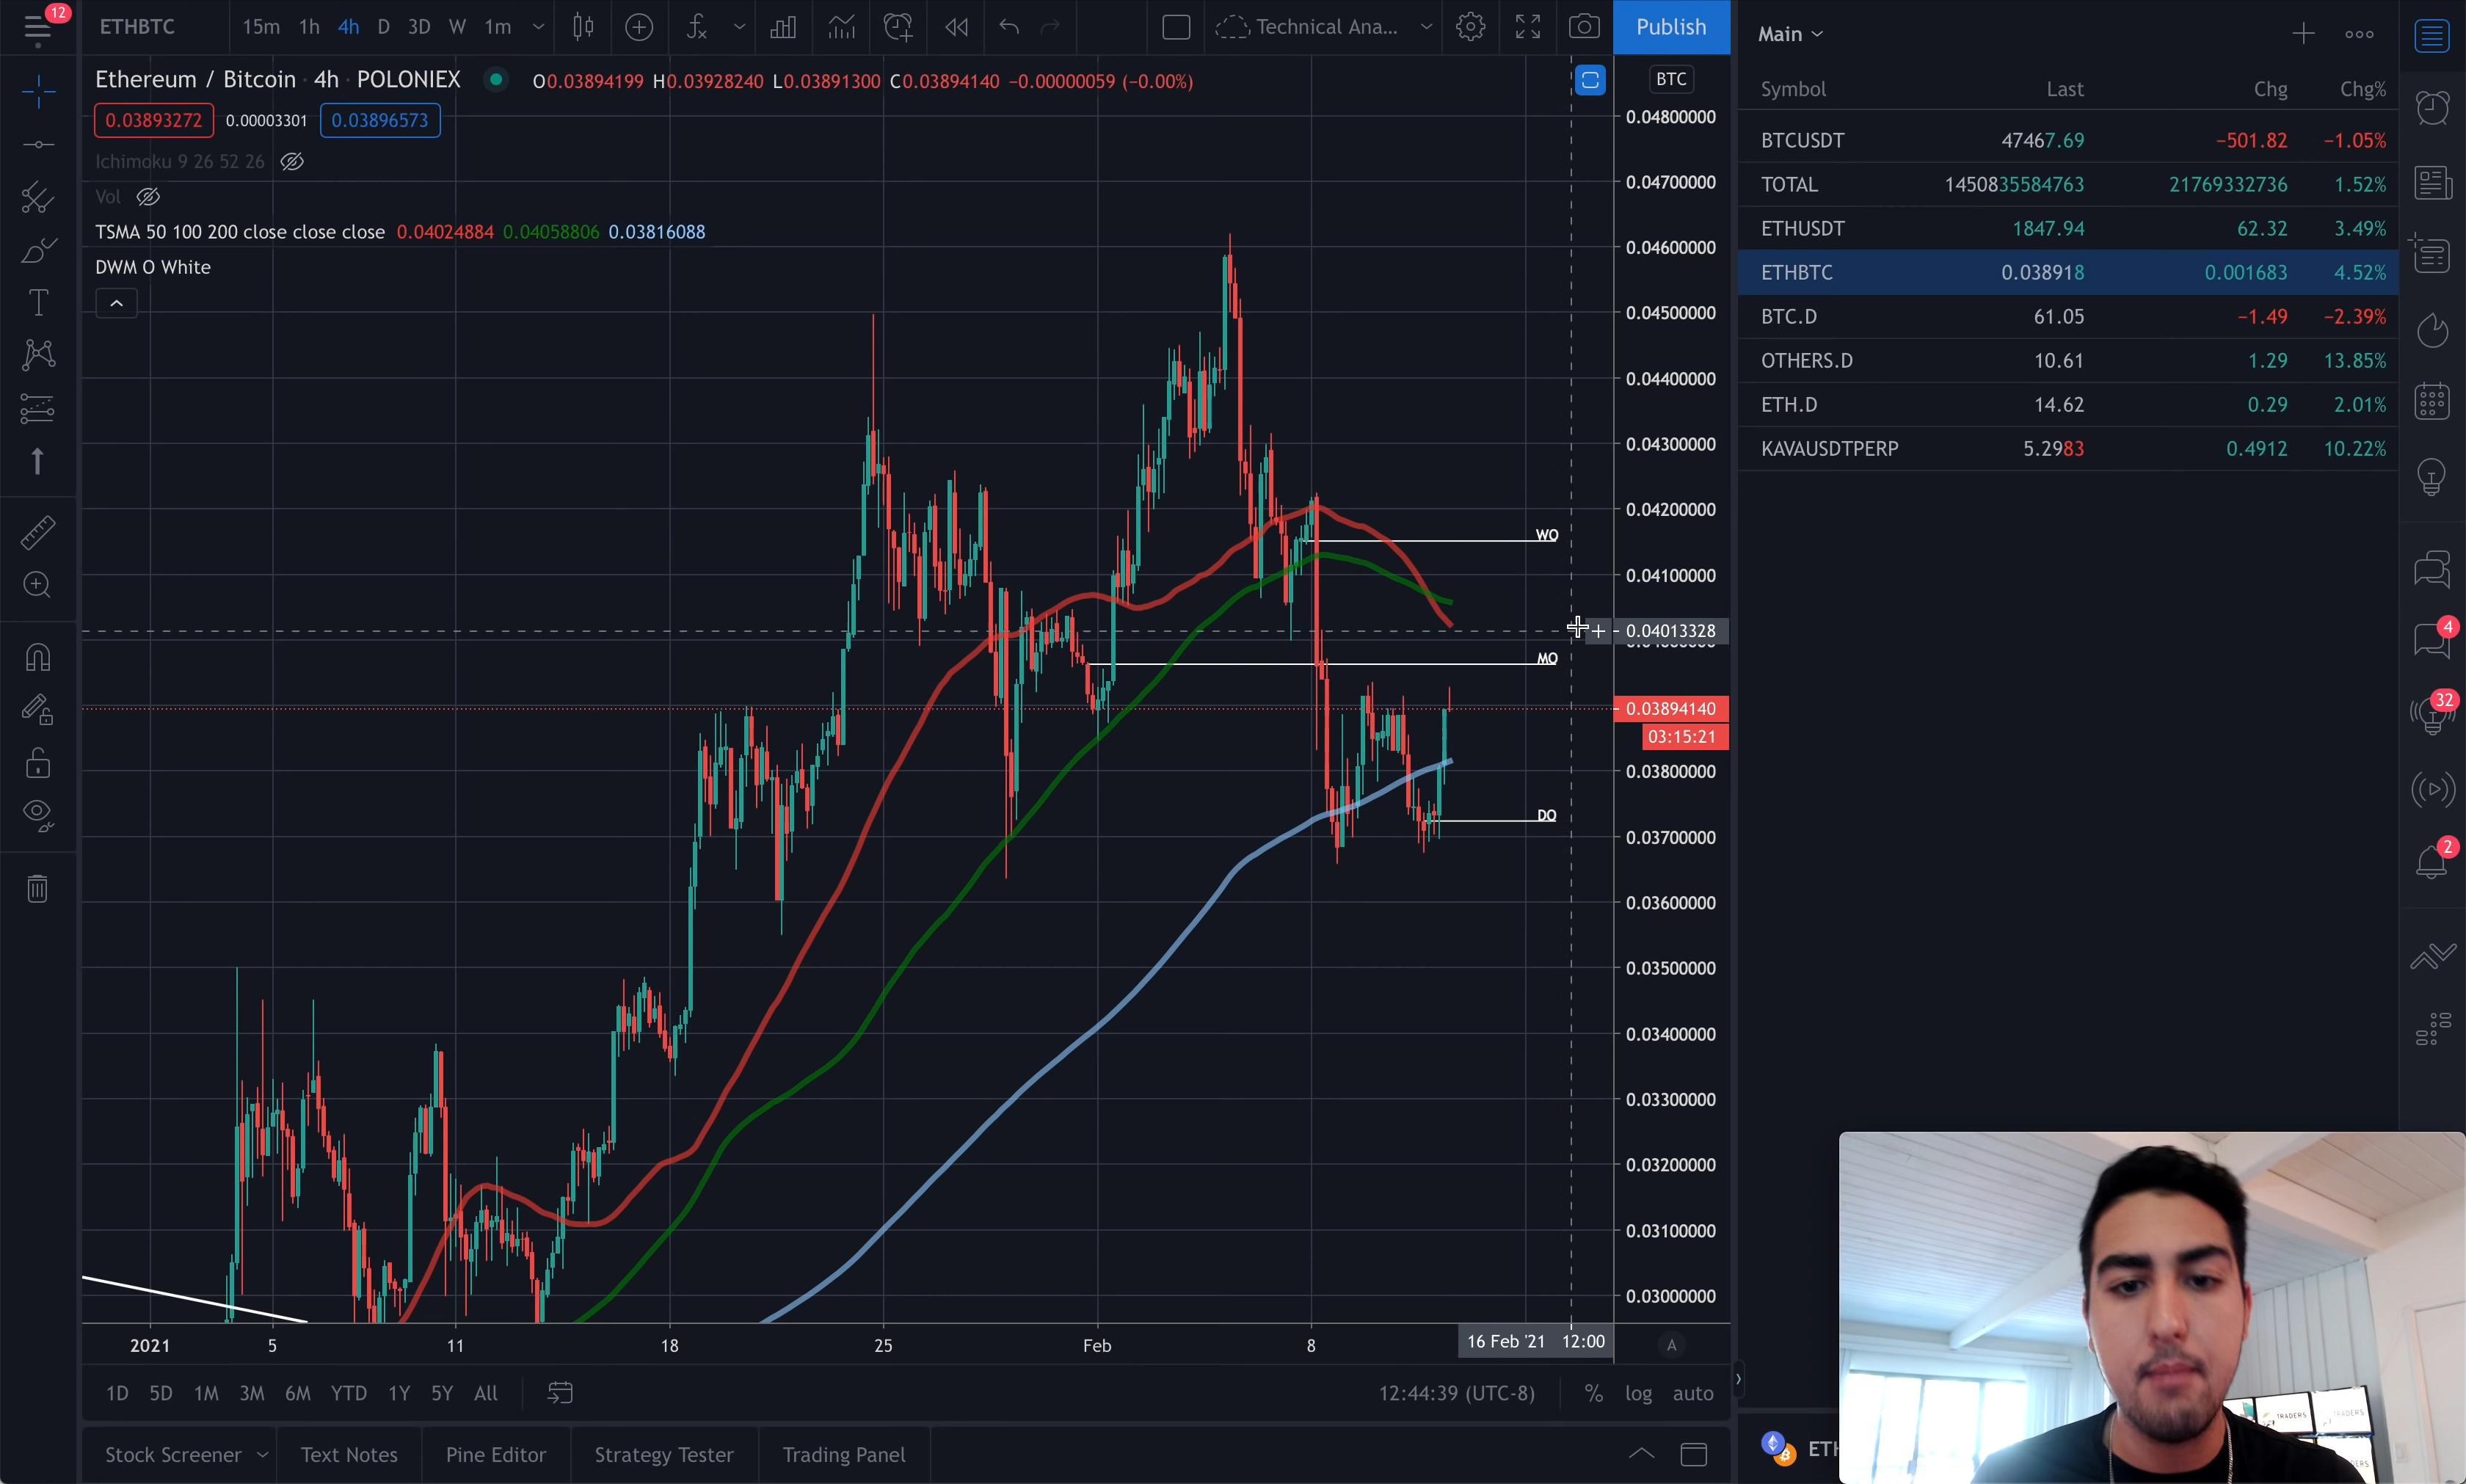 12
ETHBTC 15m 1h 4h D 3D W 1m Technical Ana... Publish
Ethereum / Bitcoin · 4h · POLONIEX O0.03894199 H0.03928240 L0.03891300 C0.03894140 −0.00000059 (−0.00%) BTC
0.03893272 0.00003301 0.03896573
Ichimoku 9 26 52 26
Vol
TSMA 50 100 200 close close close 0.04024884 0.04058806 0.03816088
DWM O White
0.04800000
0.04700000
0.04600000
0.04500000
0.04400000
0.04300000
0.04200000
0.04100000
0.04013328
0.03894140
03:15:21
0.03800000
0.03700000
0.03600000
0.03500000
0.03400000
0.03300000
0.03200000
0.03100000
0.03000000
WO
MO
DO
2021 5 11 18 25 Feb 8 16 Feb '21 12:00 A
1D 5D 1M 3M 6M YTD 1Y 5Y All 12:44:39 (UTC-8) % log auto
Stock Screener Text Notes Pine Editor Strategy Tester Trading Panel
Main
Symbol Last Chg Chg%
BTCUSDT 47467.69 −501.82 −1.05%
TOTAL 1450835584763 21769332736 1.52%
ETHUSDT 1847.94 62.32 3.49%
ETHBTC 0.038918 0.001683 4.52%
BTC.D 61.05 −1.49 −2.39%
OTHERS.D 10.61 1.29 13.85%
ETH.D 14.62 0.29 2.01%
KAVAUSDTPERP 5.2983 0.4912 10.22%
4
32
2
ETH
TRADERS